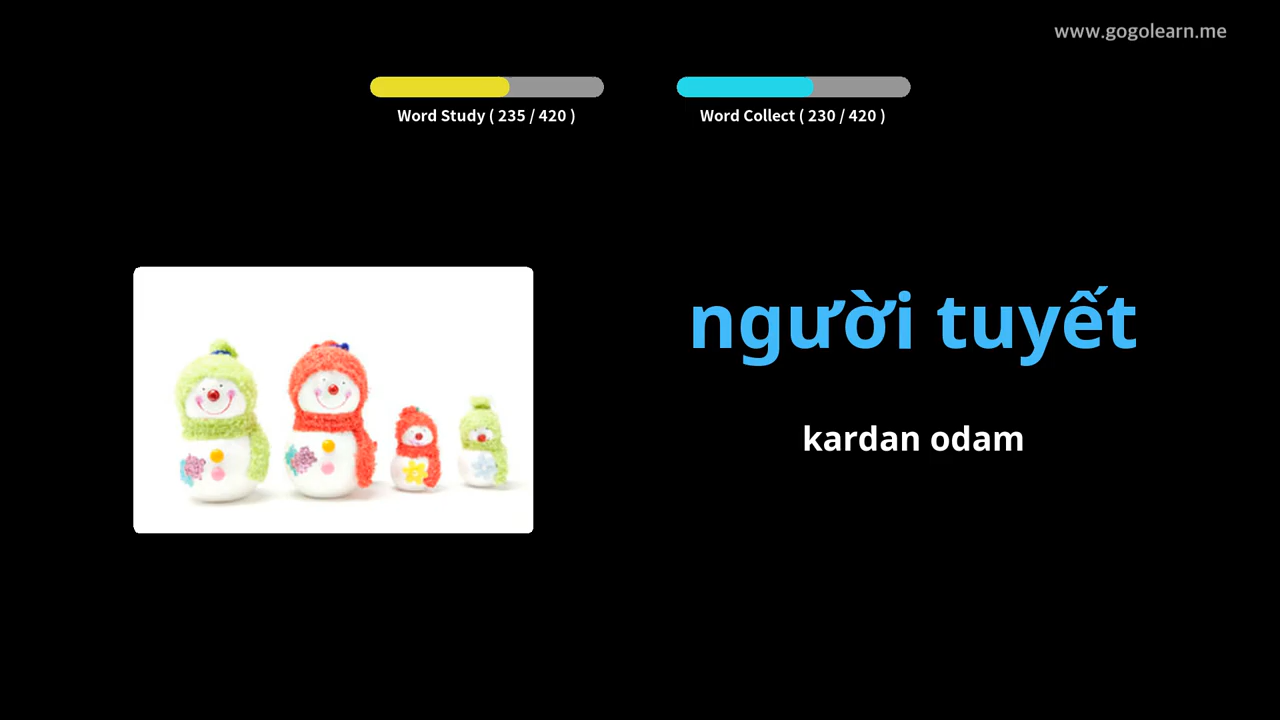 www.gogolearn.me
Word Study ( 235 / 420 )
Word Collect ( 230 / 420 )
người tuyết
kardan odam